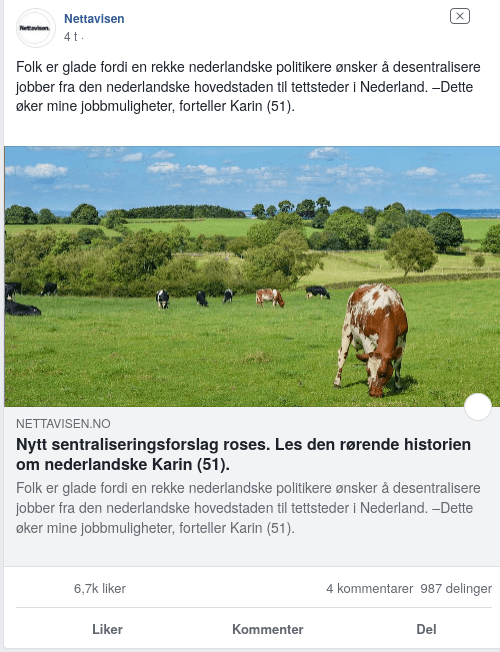 Nettavisen.
Nettavisen
4 t ·
Folk er glade fordi en rekke nederlandske politikere ønsker å desentralisere
jobber fra den nederlandske hovedstaden til tettsteder i Nederland. –Dette
øker mine jobbmuligheter, forteller Karin (51).
NETTAVISEN.NO
Nytt sentraliseringsforslag roses. Les den rørende historien
om nederlandske Karin (51).
Folk er glade fordi en rekke nederlandske politikere ønsker å desentralisere
jobber fra den nederlandske hovedstaden til tettsteder i Nederland. –Dette
øker mine jobbmuligheter, forteller Karin (51).
6,7k liker 4 kommentarer 987 delinger
Liker Kommenter Del